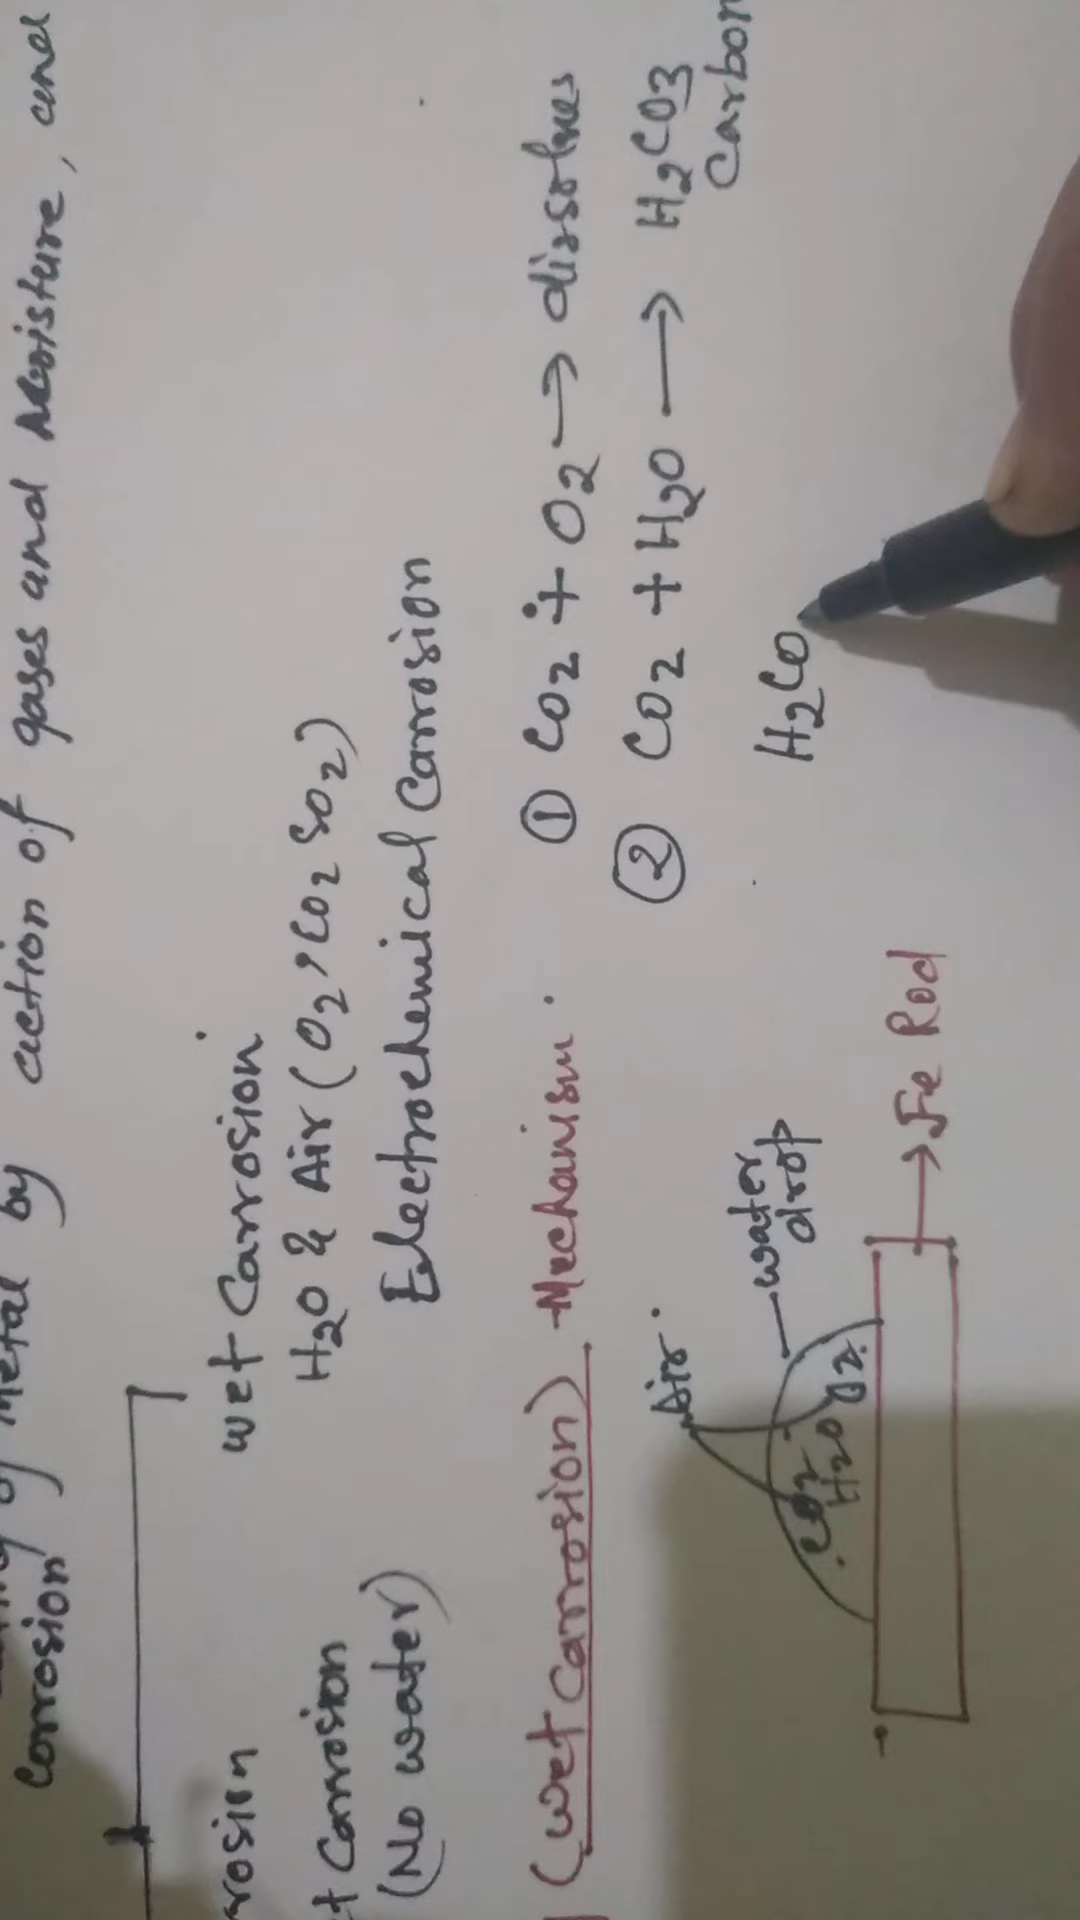 of metal by action of gases and moisture, and
corrosion
rosion
wet Corrosion
t Corrosion
H2O & Air (O2, CO2 SO2)
(No water)
Electrochemical Corrosion
(wet Corrosion) Mechanism.
① CO2 + O2 → dissolves
② CO2 + H2O → H2CO3
Carbon
Air.
water
drop
H2CO
CO2
H2O O2.
→ Fe Rod